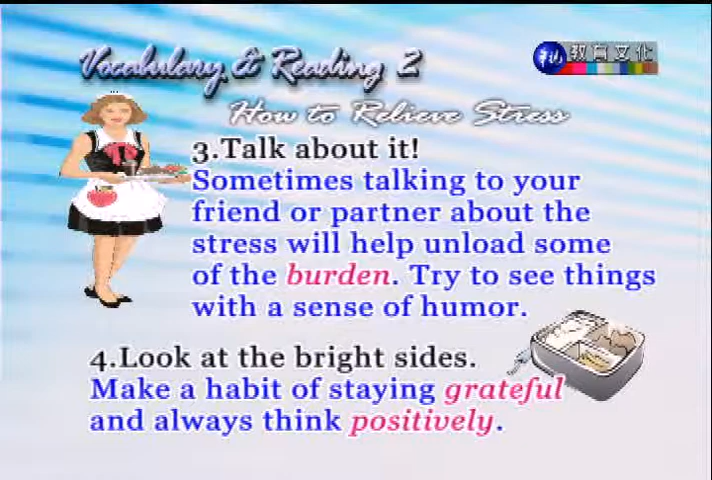 Vocabulary & Reading 2
華視 教育文化
How to Relieve Stress
3.Talk about it!
Sometimes talking to your
friend or partner about the
stress will help unload some
of the burden. Try to see things
with a sense of humor.
4.Look at the bright sides.
Make a habit of staying grateful
and always think positively.